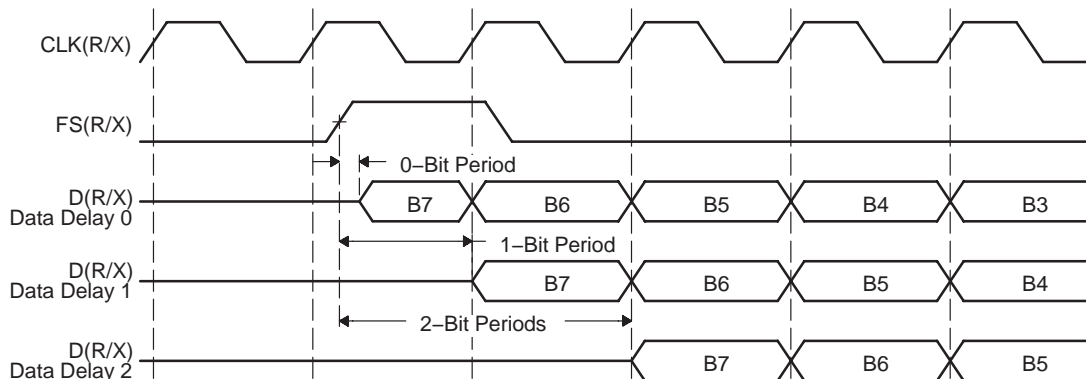 CLK(R/X)
FS(R/X)
0–Bit Period
D(R/X)
Data Delay 0
B7 B6 B5 B4 B3
1–Bit Period
D(R/X)
Data Delay 1
B7 B6 B5 B4
2–Bit Periods
D(R/X)
Data Delay 2
B7 B6 B5